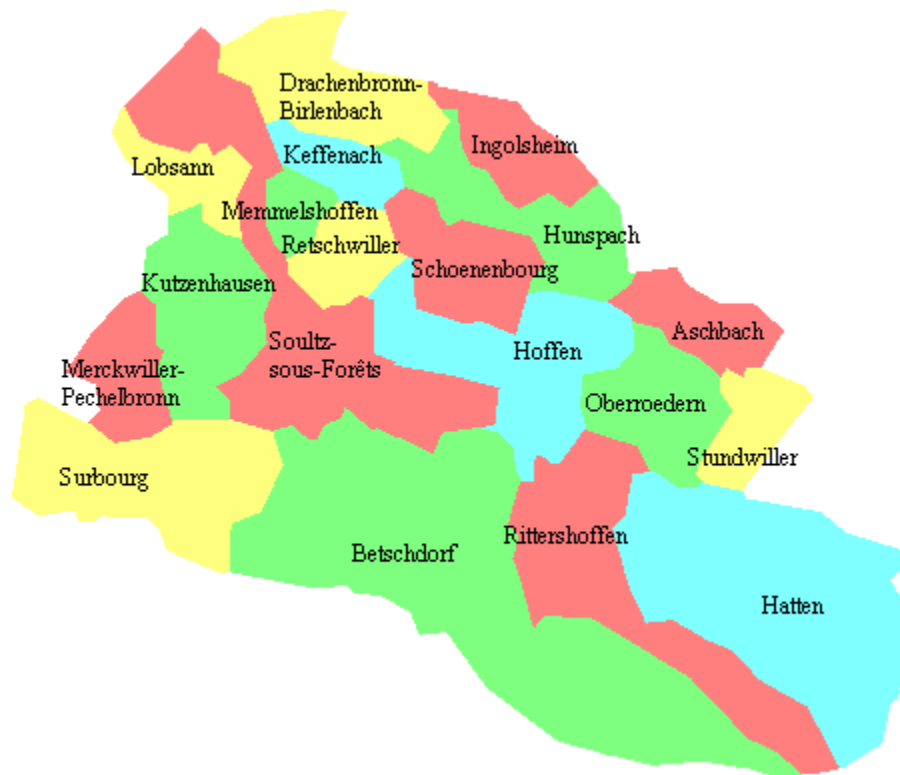 Drachenbronn-
Birlenbach
Ingolsheim
Keffenach
Lobsann
Memmelshoffen
Hunspach
Retschwiller
Schoenenbourg
Kutzenhausen
Aschbach
Soultz-
sous-Forêts
Hoffen
Merckwiller-
Pechelbronn
Oberroedern
Stundwiller
Surbourg
Rittershoffen
Betschdorf
Hatten